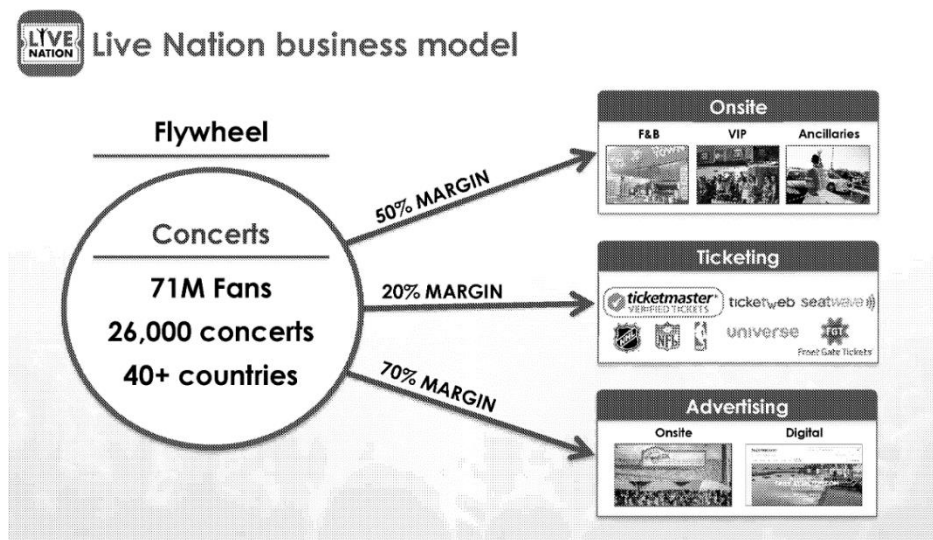 LIVE
NATION
Live Nation business model
Flywheel
Concerts
71M Fans
26,000 concerts
40+ countries
50% MARGIN
20% MARGIN
70% MARGIN
Onsite
F&B VIP Ancillaries
Ticketing
ticketmaster®
VERIFIED TICKETS
ticketweb
seatwave
NHL
NFL
universe
FGT
Front Gate Tickets
Advertising
Onsite Digital